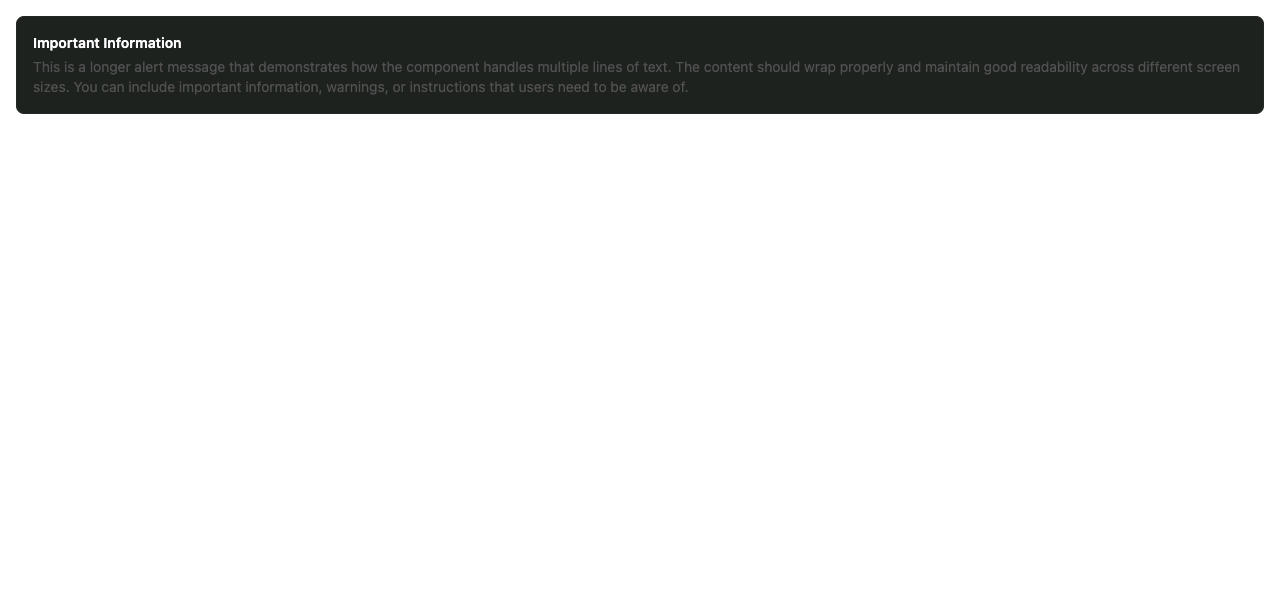 Important Information
This is a longer alert message that demonstrates how the component handles multiple lines of text. The content should wrap properly and maintain good readability across different screen
sizes. You can include important information, warnings, or instructions that users need to be aware of.